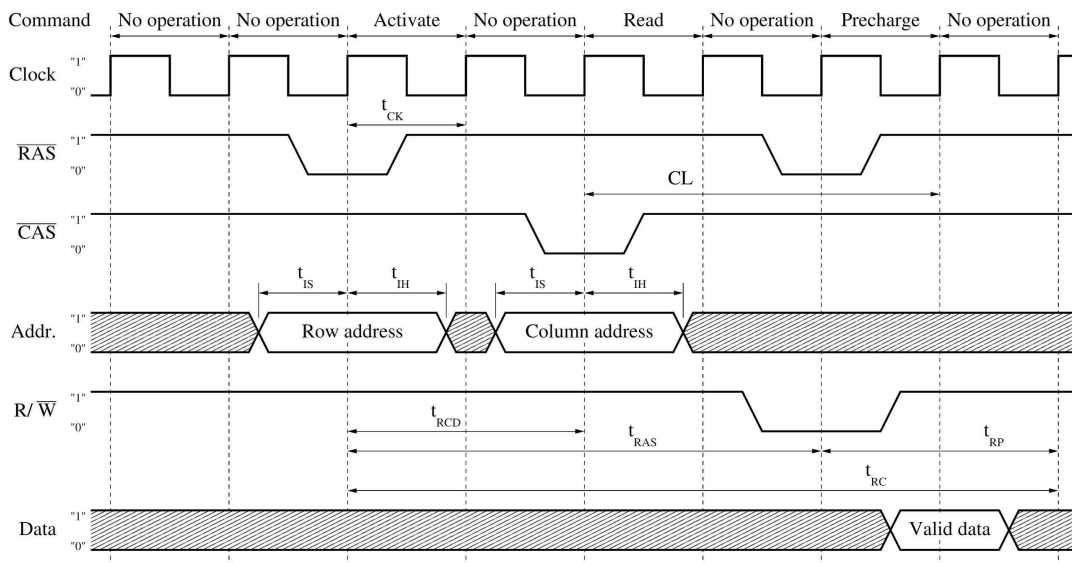 Command No operation No operation Activate No operation Read No operation Precharge No operation
Clock "1" "0"
t_CK
R̅A̅S̅ "1" "0"
CL
C̅A̅S̅ "1" "0"
t_IS t_IH t_IS t_IH
Addr. "1" "0" Row address Column address
R/ W̅ "1" "0"
t_RCD
t_RAS t_RP
t_RC
Data "1" "0" Valid data